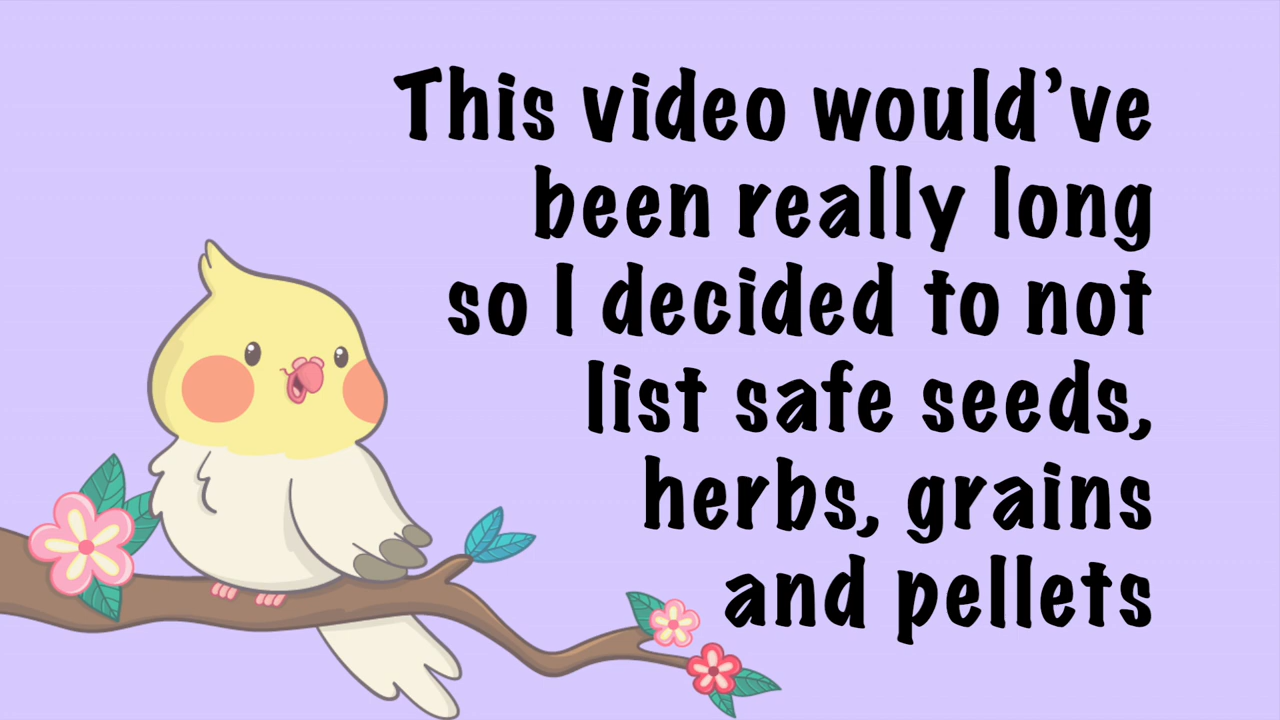 This video would’ve
been really long
so I decided to not
list safe seeds,
herbs, grains
and pellets